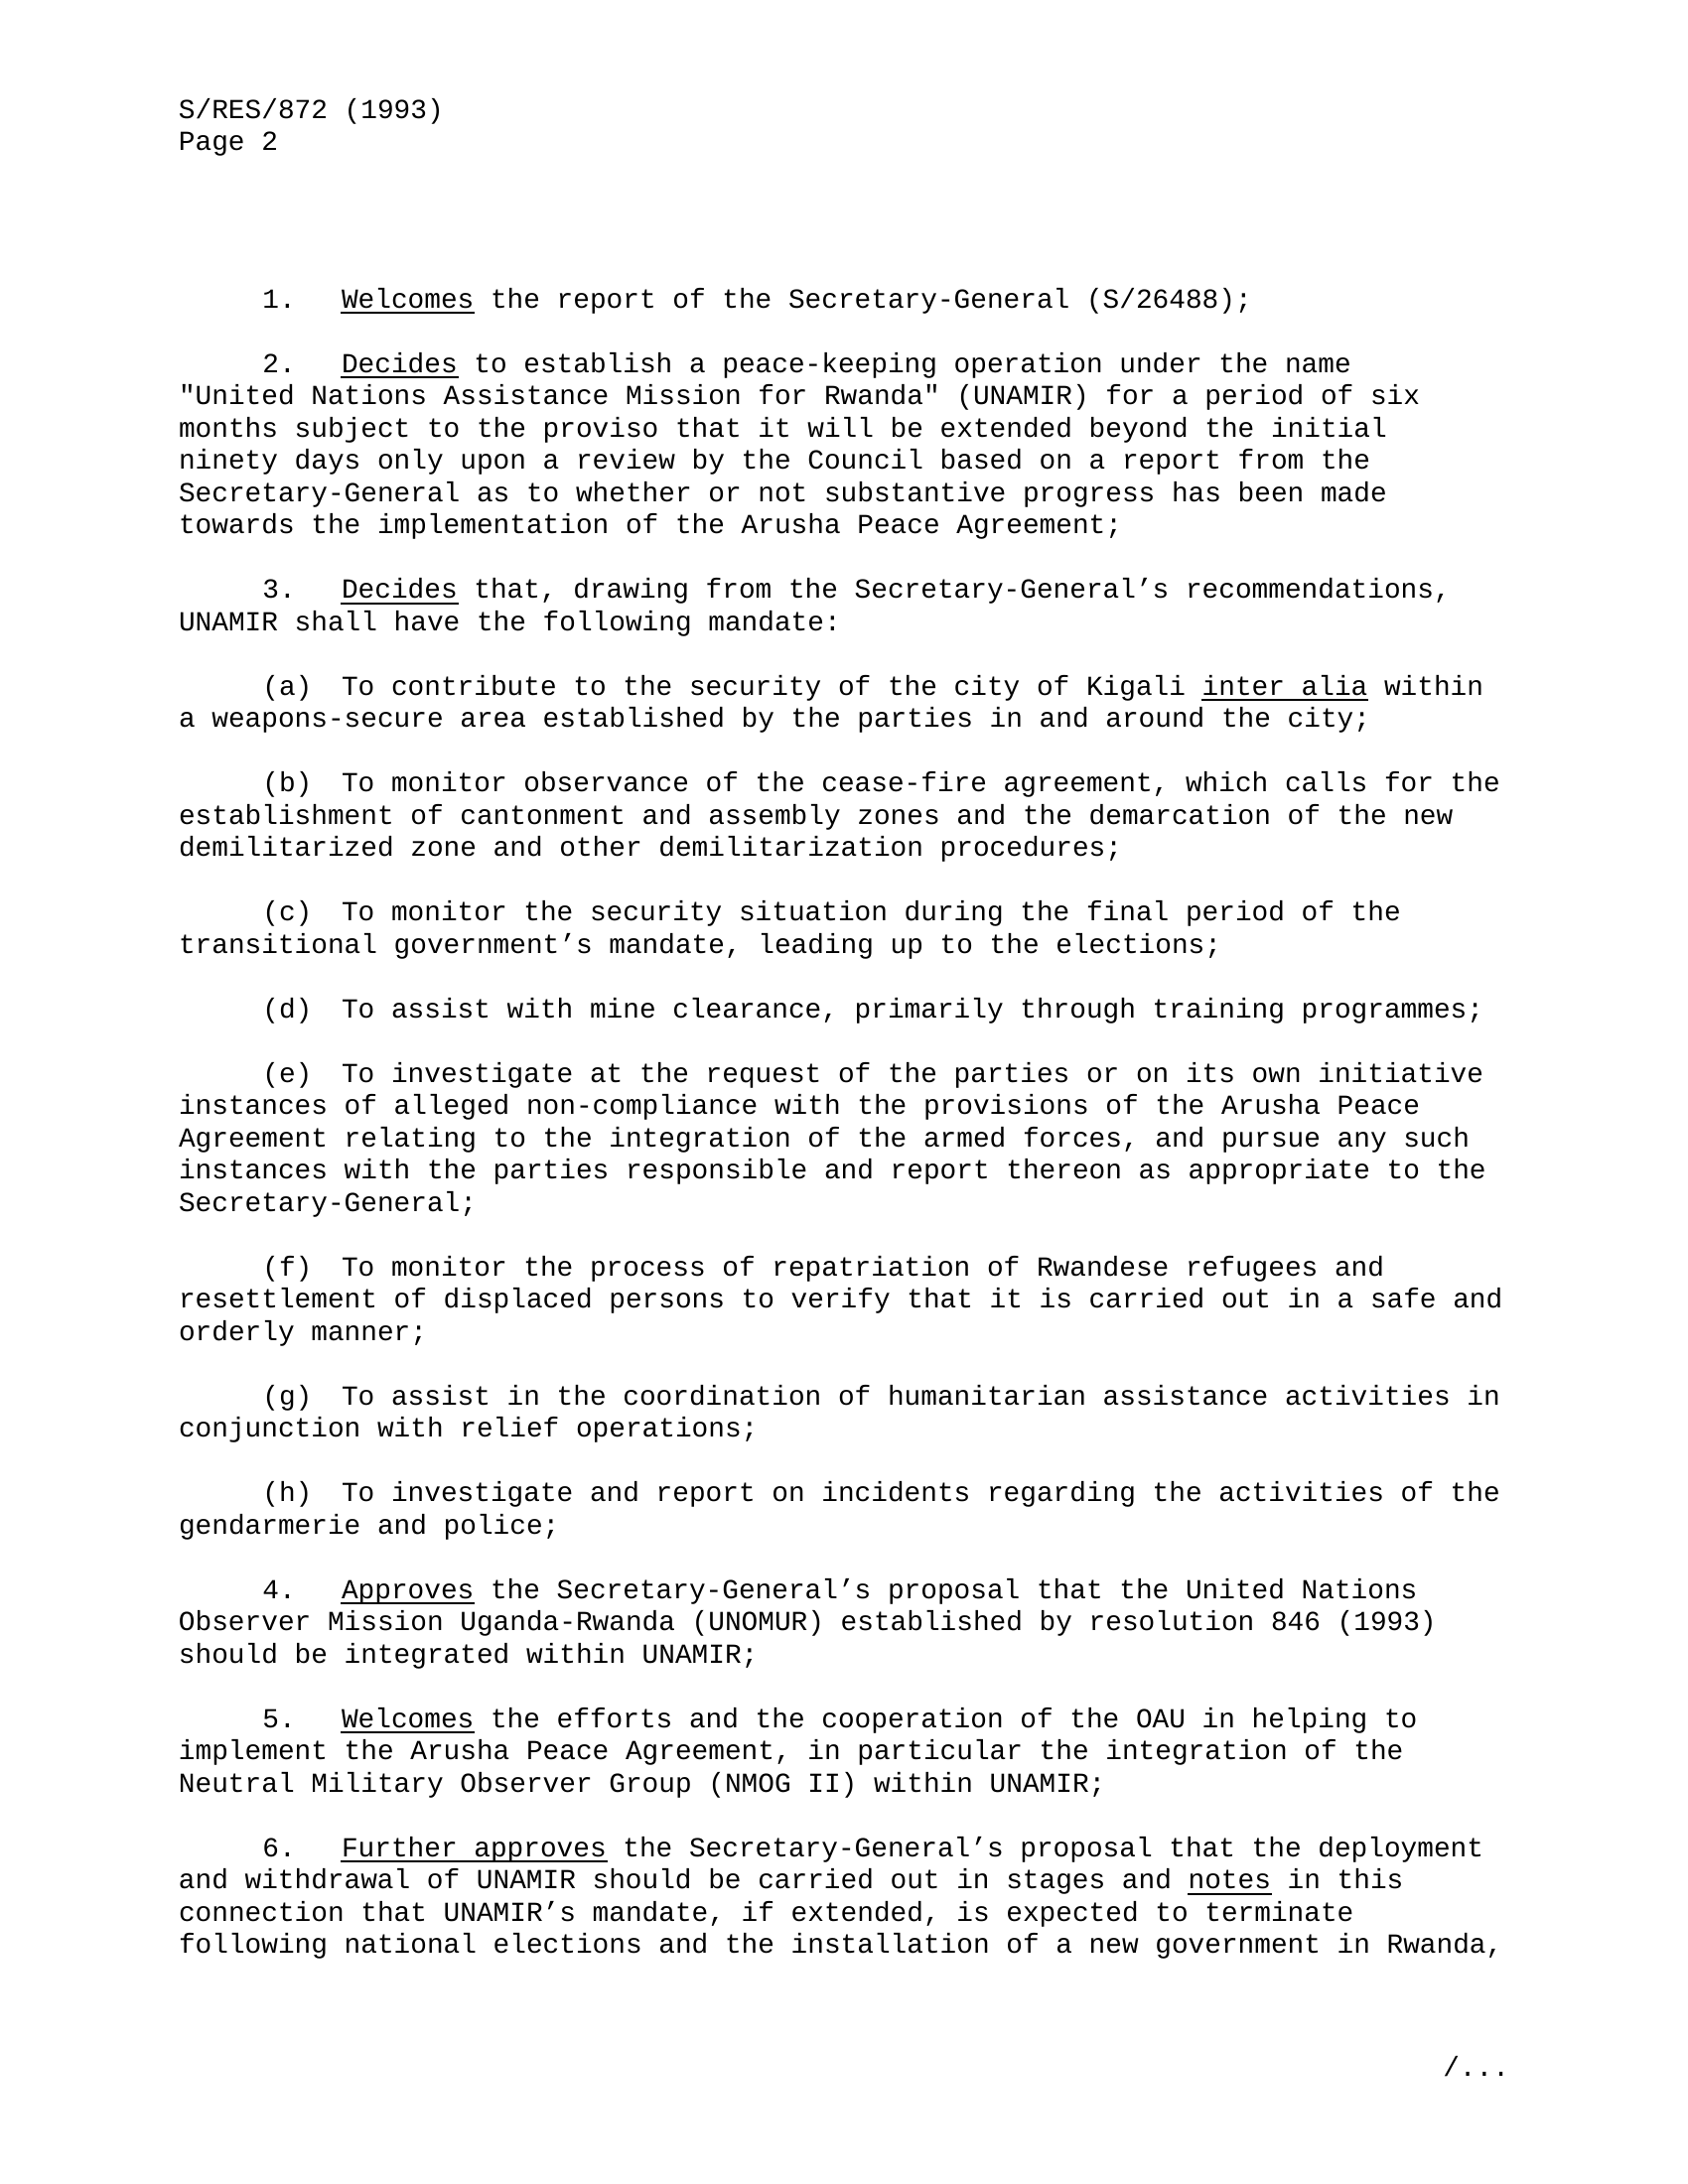 S/RES/872 (1993)
Page 2
1. Welcomes the report of the Secretary-General (S/26488);
2. Decides to establish a peace-keeping operation under the name
"United Nations Assistance Mission for Rwanda" (UNAMIR) for a period of six
months subject to the proviso that it will be extended beyond the initial
ninety days only upon a review by the Council based on a report from the
Secretary-General as to whether or not substantive progress has been made
towards the implementation of the Arusha Peace Agreement;
3. Decides that, drawing from the Secretary-General’s recommendations,
UNAMIR shall have the following mandate:
(a) To contribute to the security of the city of Kigali inter alia within
a weapons-secure area established by the parties in and around the city;
(b) To monitor observance of the cease-fire agreement, which calls for the
establishment of cantonment and assembly zones and the demarcation of the new
demilitarized zone and other demilitarization procedures;
(c) To monitor the security situation during the final period of the
transitional government’s mandate, leading up to the elections;
(d) To assist with mine clearance, primarily through training programmes;
(e) To investigate at the request of the parties or on its own initiative
instances of alleged non-compliance with the provisions of the Arusha Peace
Agreement relating to the integration of the armed forces, and pursue any such
instances with the parties responsible and report thereon as appropriate to the
Secretary-General;
(f) To monitor the process of repatriation of Rwandese refugees and
resettlement of displaced persons to verify that it is carried out in a safe and
orderly manner;
(g) To assist in the coordination of humanitarian assistance activities in
conjunction with relief operations;
(h) To investigate and report on incidents regarding the activities of the
gendarmerie and police;
4. Approves the Secretary-General’s proposal that the United Nations
Observer Mission Uganda-Rwanda (UNOMUR) established by resolution 846 (1993)
should be integrated within UNAMIR;
5. Welcomes the efforts and the cooperation of the OAU in helping to
implement the Arusha Peace Agreement, in particular the integration of the
Neutral Military Observer Group (NMOG II) within UNAMIR;
6. Further approves the Secretary-General’s proposal that the deployment
and withdrawal of UNAMIR should be carried out in stages and notes in this
connection that UNAMIR’s mandate, if extended, is expected to terminate
following national elections and the installation of a new government in Rwanda,
/...